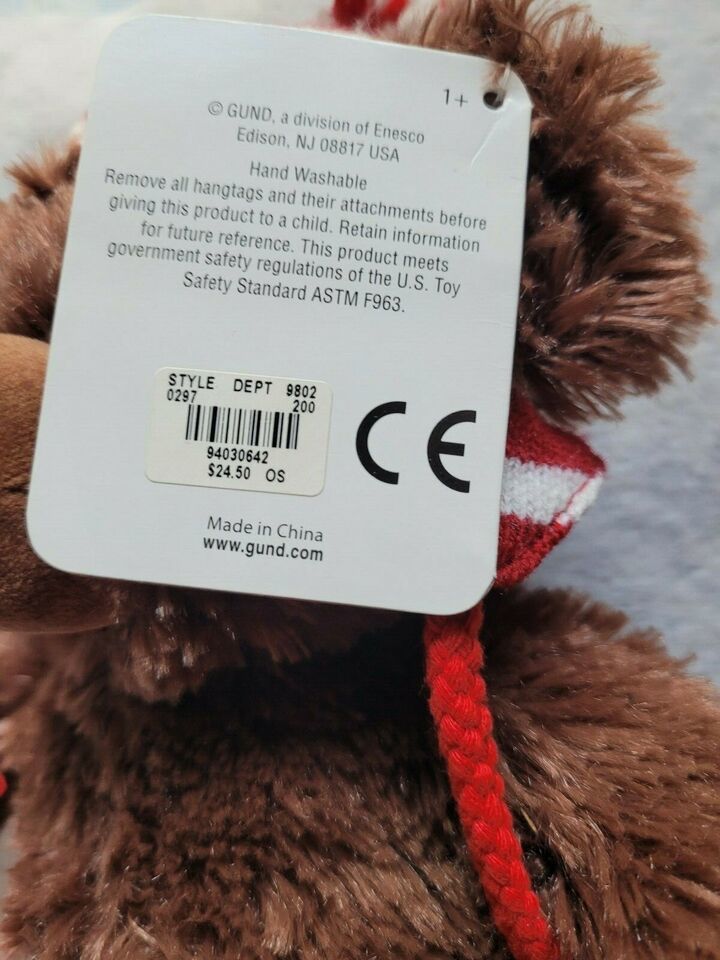 1+
© GUND, a division of Enesco
Edison, NJ 08817 USA
Hand Washable
Remove all hangtags and their attachments before
giving this product to a child. Retain information
for future reference. This product meets
government safety regulations of the U.S. Toy
Safety Standard ASTM F963.
STYLE DEPT 9802
0297 200
94030642
$24.50 OS
CE
Made in China
www.gund.com